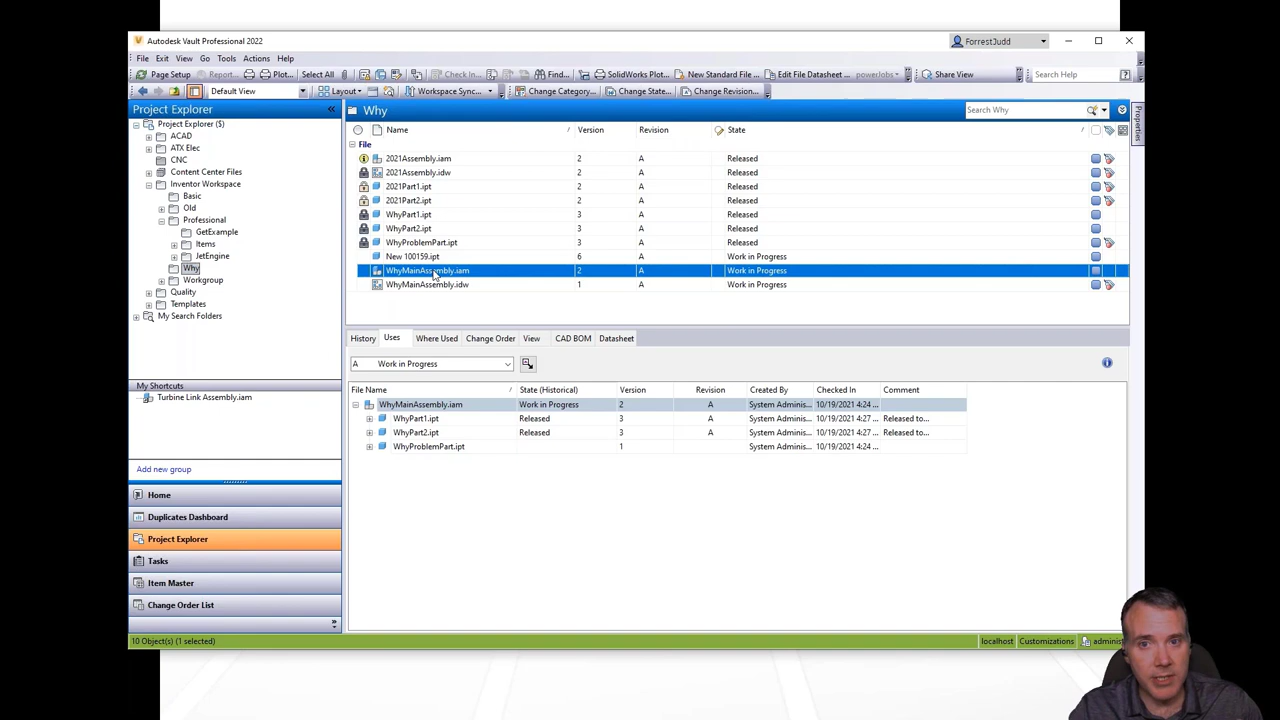 Autodesk Vault Professional 2022
ForrestJudd
File Edit View Go Tools Actions Help
Page Setup Report... Plot... Select All Check In... Find... SolidWorks Plot... New Standard File ... Edit File Datasheet ... powerJobs Share View Search Help
Default View Layout Workspace Sync... Change Category... Change State... Change Revision...
Project Explorer
Project Explorer ($)
ACAD
ATX Elec
CNC
Content Center Files
Inventor Workspace
Basic
Old
Professional
GetExample
Items
JetEngine
Why
Workgroup
Quality
Templates
My Search Folders
My Shortcuts
Turbine Link Assembly.iam
Add new group
Home
Duplicates Dashboard
Project Explorer
Tasks
Item Master
Change Order List
Why
Search Why
Properties
Name Version Revision State
File
2021Assembly.iam 2 A Released
2021Assembly.idw 2 A Released
2021Part1.ipt 2 A Released
2021Part2.ipt 2 A Released
WhyPart1.ipt 3 A Released
WhyPart2.ipt 3 A Released
WhyProblemPart.ipt 3 A Released
New 100159.ipt 6 A Work in Progress
WhyMainAssembly.iam 2 A Work in Progress
WhyMainAssembly.idw 1 A Work in Progress
History Uses Where Used Change Order View CAD BOM Datasheet
A Work in Progress
File Name State (Historical) Version Revision Created By Checked In Comment
WhyMainAssembly.iam Work in Progress 2 A System Adminis... 10/19/2021 4:24 ...
WhyPart1.ipt Released 3 A System Adminis... 10/19/2021 4:27 ... Released to...
WhyPart2.ipt Released 3 A System Adminis... 10/19/2021 4:27 ... Released to...
WhyProblemPart.ipt 1 System Adminis... 10/19/2021 4:24 ...
10 Object(s) (1 selected) localhost Customizations